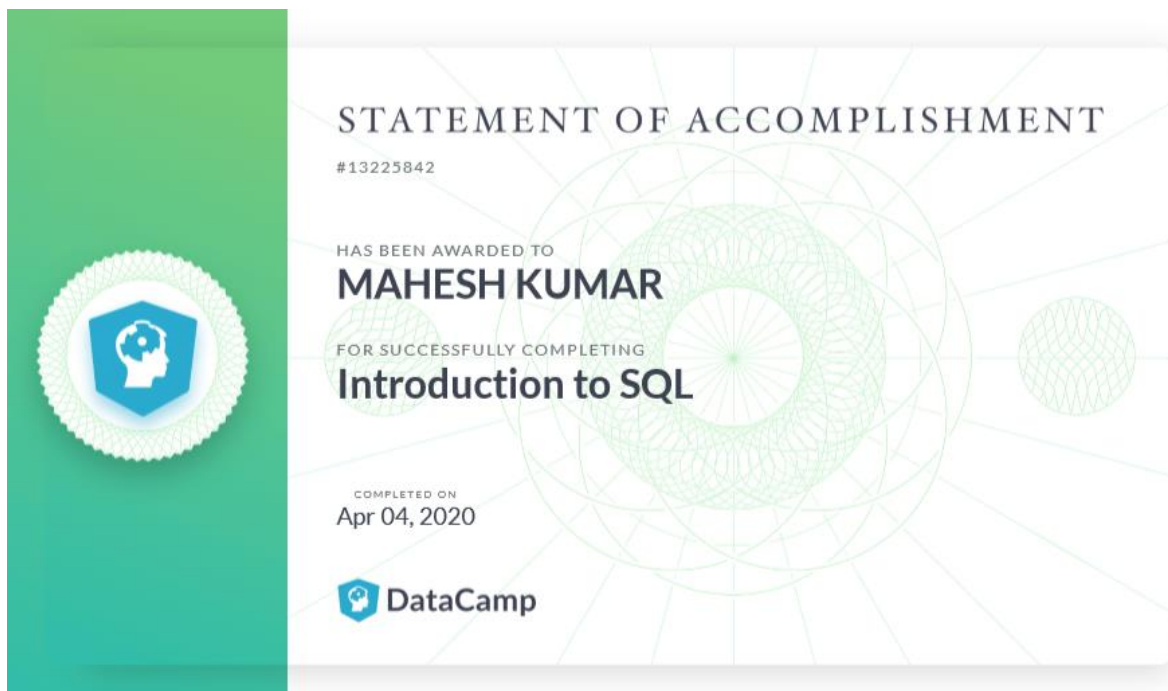 STATEMENT OF ACCOMPLISHMENT
#13225842
HAS BEEN AWARDED TO
MAHESH KUMAR
FOR SUCCESSFULLY COMPLETING
Introduction to SQL
COMPLETED ON
Apr 04, 2020
DataCamp